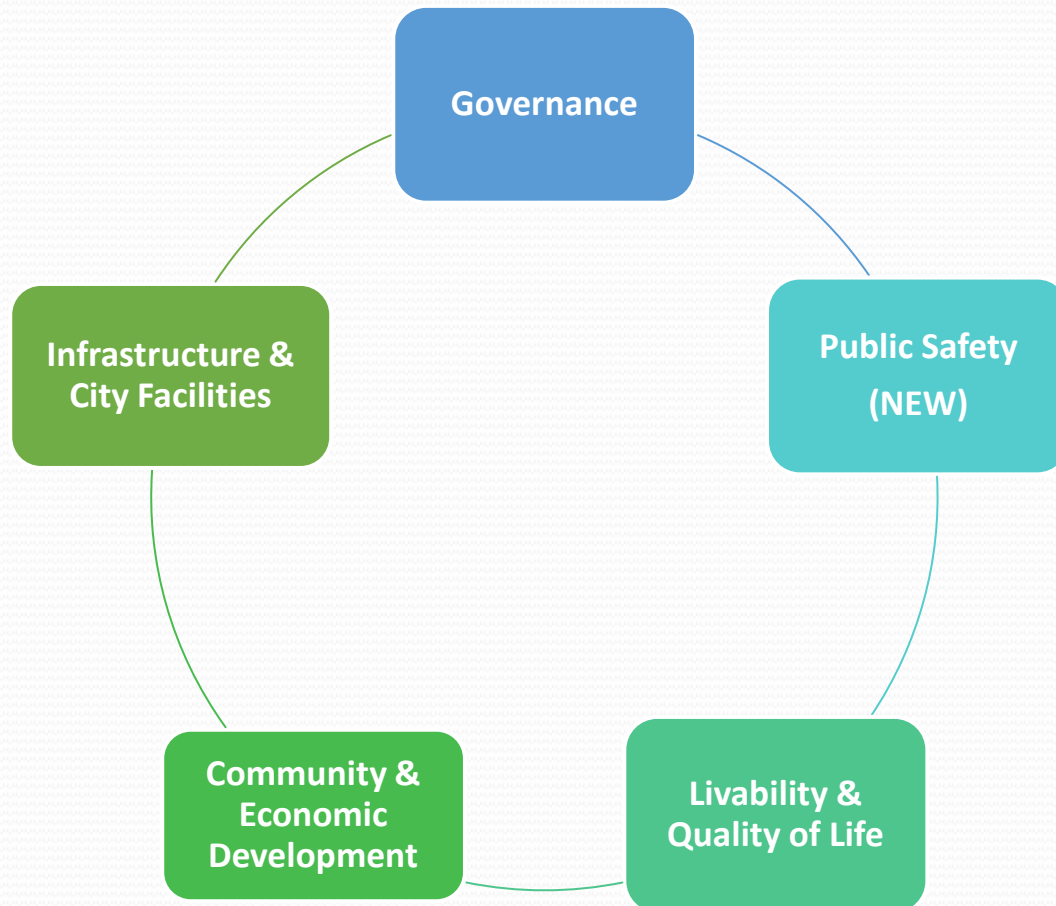 Governance
Public Safety
(NEW)
Livability &
Quality of Life
Community &
Economic
Development
Infrastructure &
City Facilities